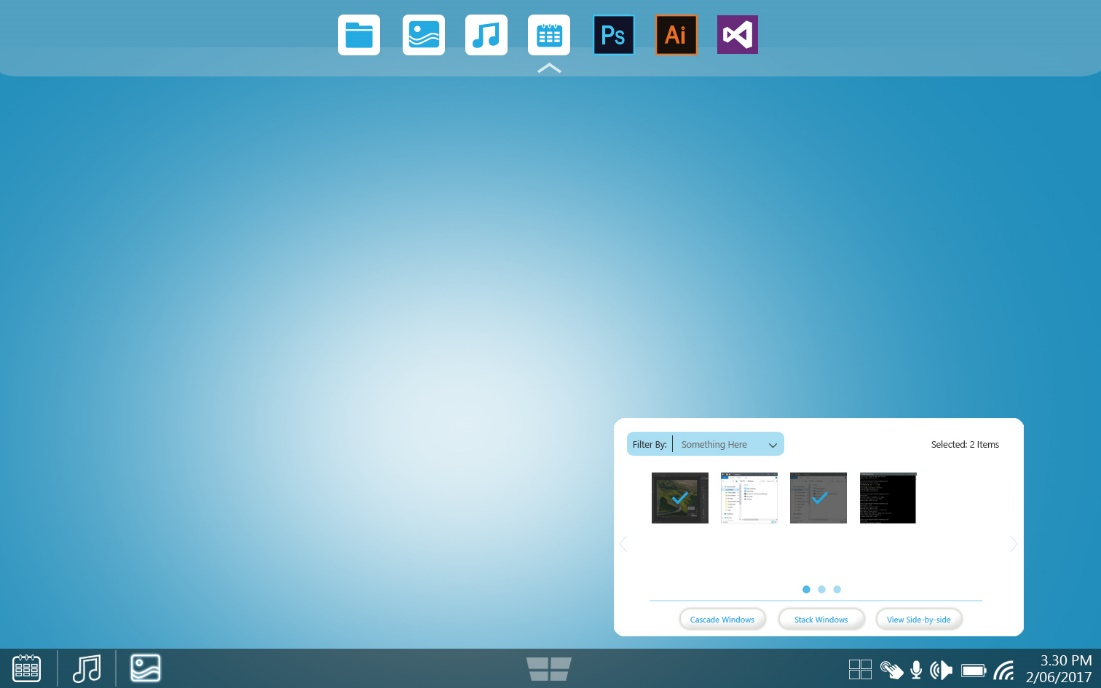 Ps Ai
Filter By: Something Here Selected: 2 Items
Cascade Windows Stack Windows View Side-by-side
3.30 PM
2/06/2017